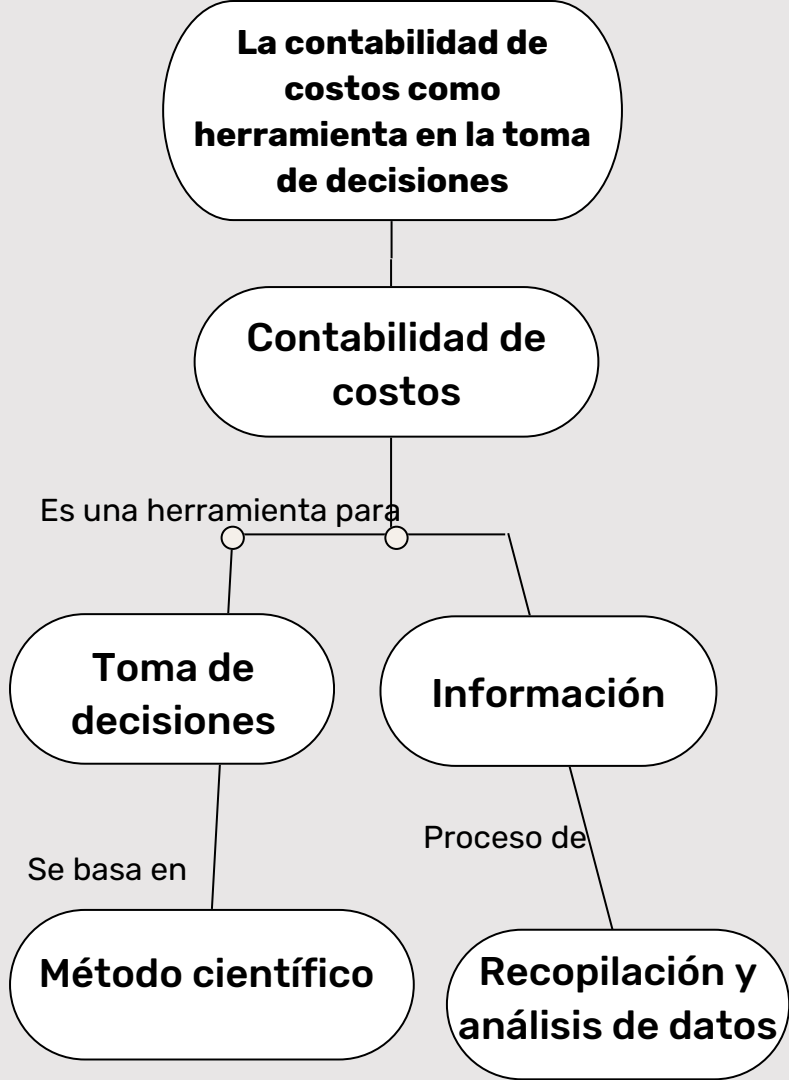 La contabilidad de
costos como
herramienta en la toma
de decisiones
Contabilidad de
costos
Es una herramienta para
Toma de
decisiones
Información
Proceso de
Se basa en
Método científico
Recopilación y
análisis de datos